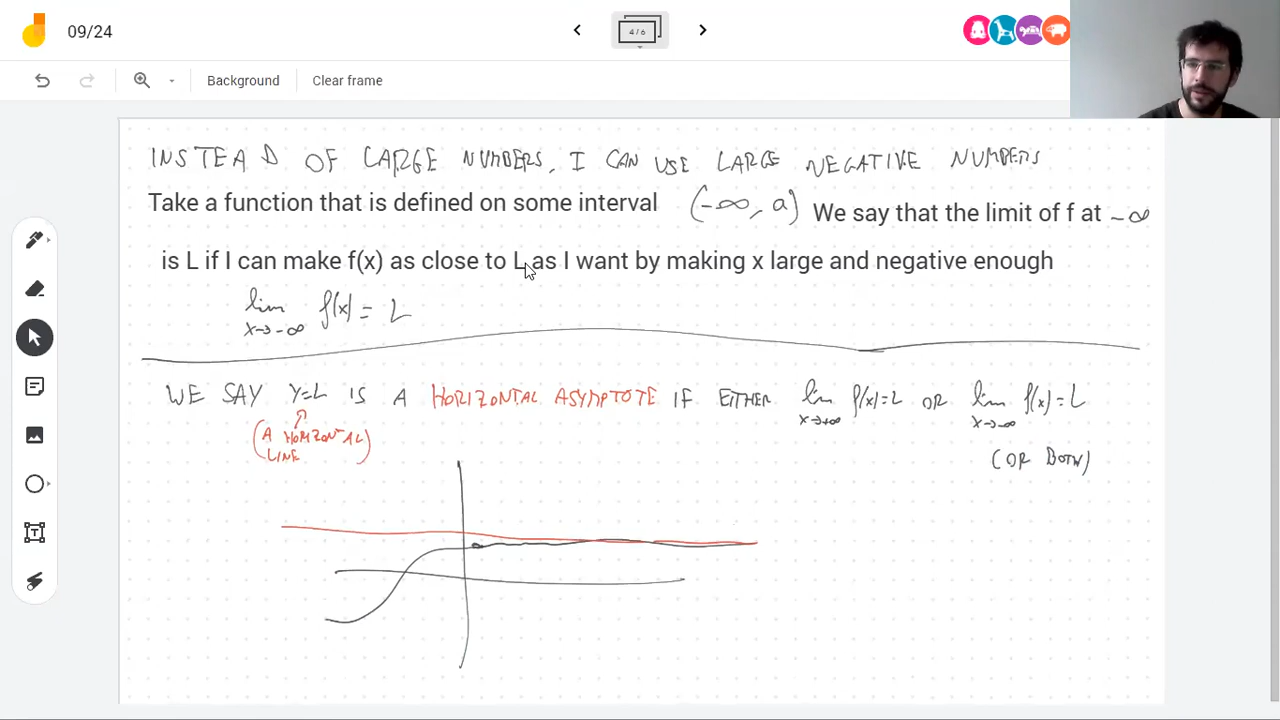 09/24
4/6
Background
Clear frame
INSTEAD OF LARGE NUMBERS, I CAN USE LARGE NEGATIVE NUMBERS
Take a function that is defined on some interval (-∞, a) We say that the limit of f at -∞
is L if I can make f(x) as close to L as I want by making x large and negative enough
lim f(x) = L
x→-∞
WE SAY Y=L IS A HORIZONTAL ASYMPTOTE IF EITHER lim f(x)=L OR lim f(x)=L
x→+∞ x→-∞
(A HORIZONTAL
LINE)
(OR BOTH)